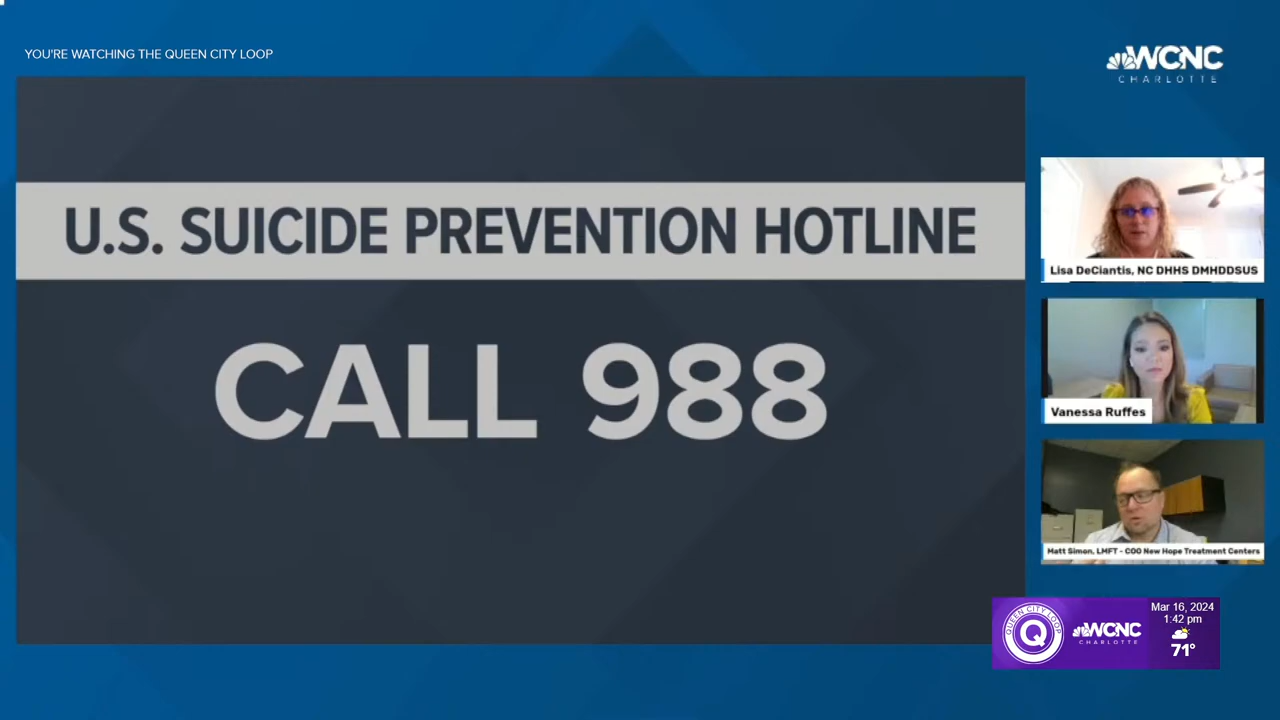 YOU'RE WATCHING THE QUEEN CITY LOOP
WCNC
CHARLOTTE
U.S. SUICIDE PREVENTION HOTLINE
CALL 988
Lisa DeCiantis, NC DHHS DMHDDSUS
Vanessa Ruffes
Matt Simon, LMFT - COO New Hope Treatment Centers
QUEEN CITY LOOP
Q
WCNC
CHARLOTTE
Mar 16, 2024
1:42 pm
71°